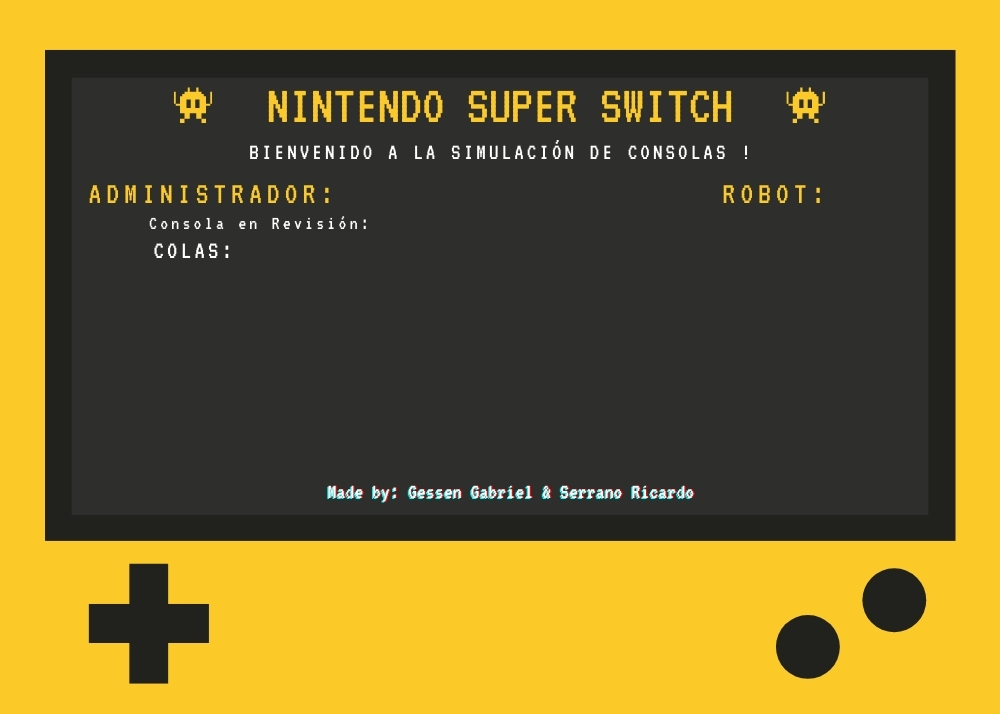 NINTENDO SUPER SWITCH
BIENVENIDO A LA SIMULACIÓN DE CONSOLAS !
ADMINISTRADOR:
ROBOT:
Consola en Revisión:
COLAS:
Made by: Gessen Gabriel & Serrano Ricardo